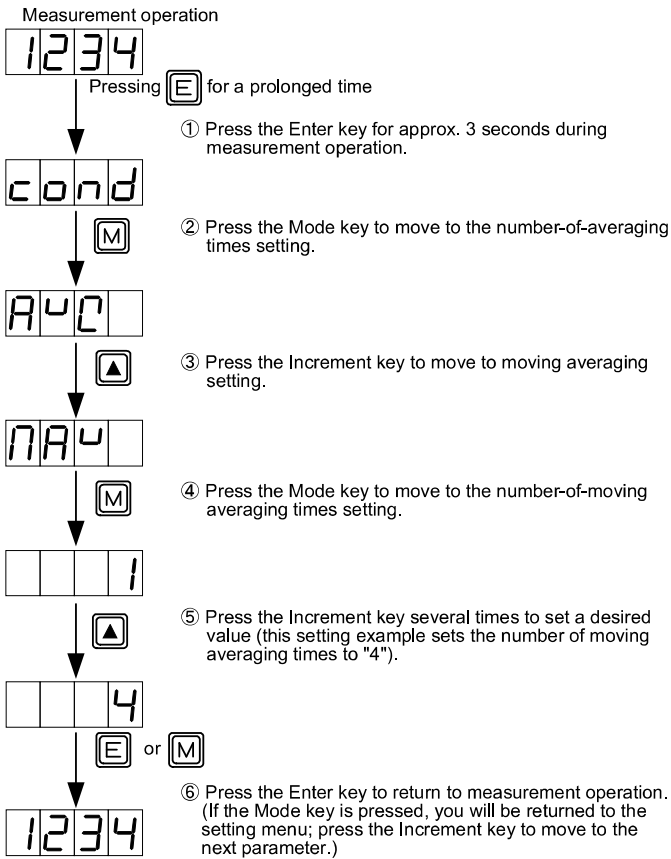 Measurement operation
1234
Pressing E for a prolonged time
① Press the Enter key for approx. 3 seconds during
measurement operation.
cond
M
② Press the Mode key to move to the number-of-averaging
times setting.
AvG
▲
③ Press the Increment key to move to moving averaging
setting.
MAv
M
④ Press the Mode key to move to the number-of-moving
averaging times setting.
1
▲
⑤ Press the Increment key several times to set a desired
value (this setting example sets the number of moving
averaging times to "4").
4
E or M
⑥ Press the Enter key to return to measurement operation.
(If the Mode key is pressed, you will be returned to the
setting menu; press the Increment key to move to the
next parameter.)
1234